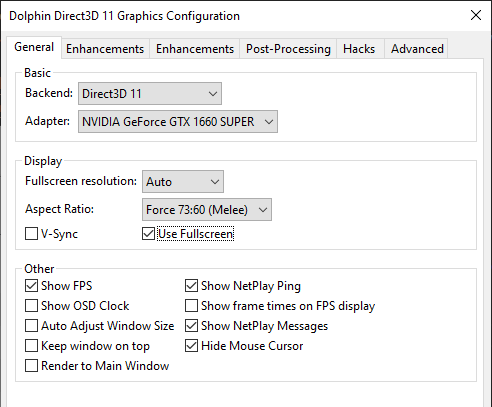 Dolphin Direct3D 11 Graphics Configuration
General Enhancements Enhancements Post-Processing Hacks Advanced
Basic
Backend: Direct3D 11
Adapter: NVIDIA GeForce GTX 1660 SUPER
Display
Fullscreen resolution: Auto
Aspect Ratio: Force 73:60 (Melee)
V-Sync Use Fullscreen
Other
Show FPS Show NetPlay Ping
Show OSD Clock Show frame times on FPS display
Auto Adjust Window Size Show NetPlay Messages
Keep window on top Hide Mouse Cursor
Render to Main Window